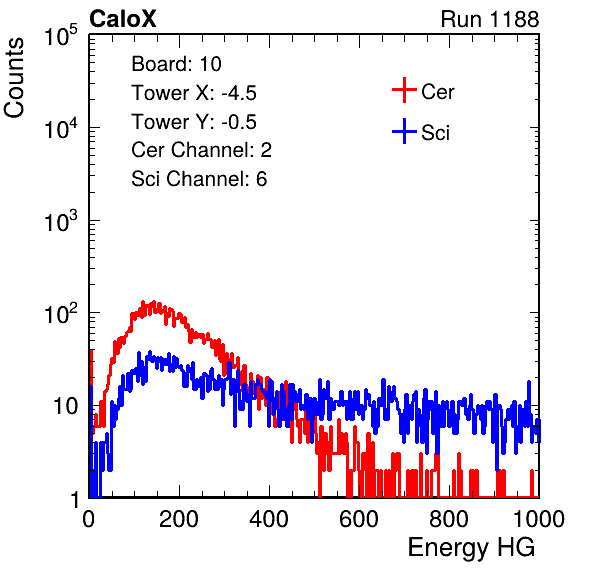 CaloX Run 1188
Counts
10^5
10^4
10^3
10^2
10
1
Board: 10
Tower X: -4.5
Tower Y: -0.5
Cer Channel: 2
Sci Channel: 6
Cer
Sci
0 200 400 600 800 1000
Energy HG